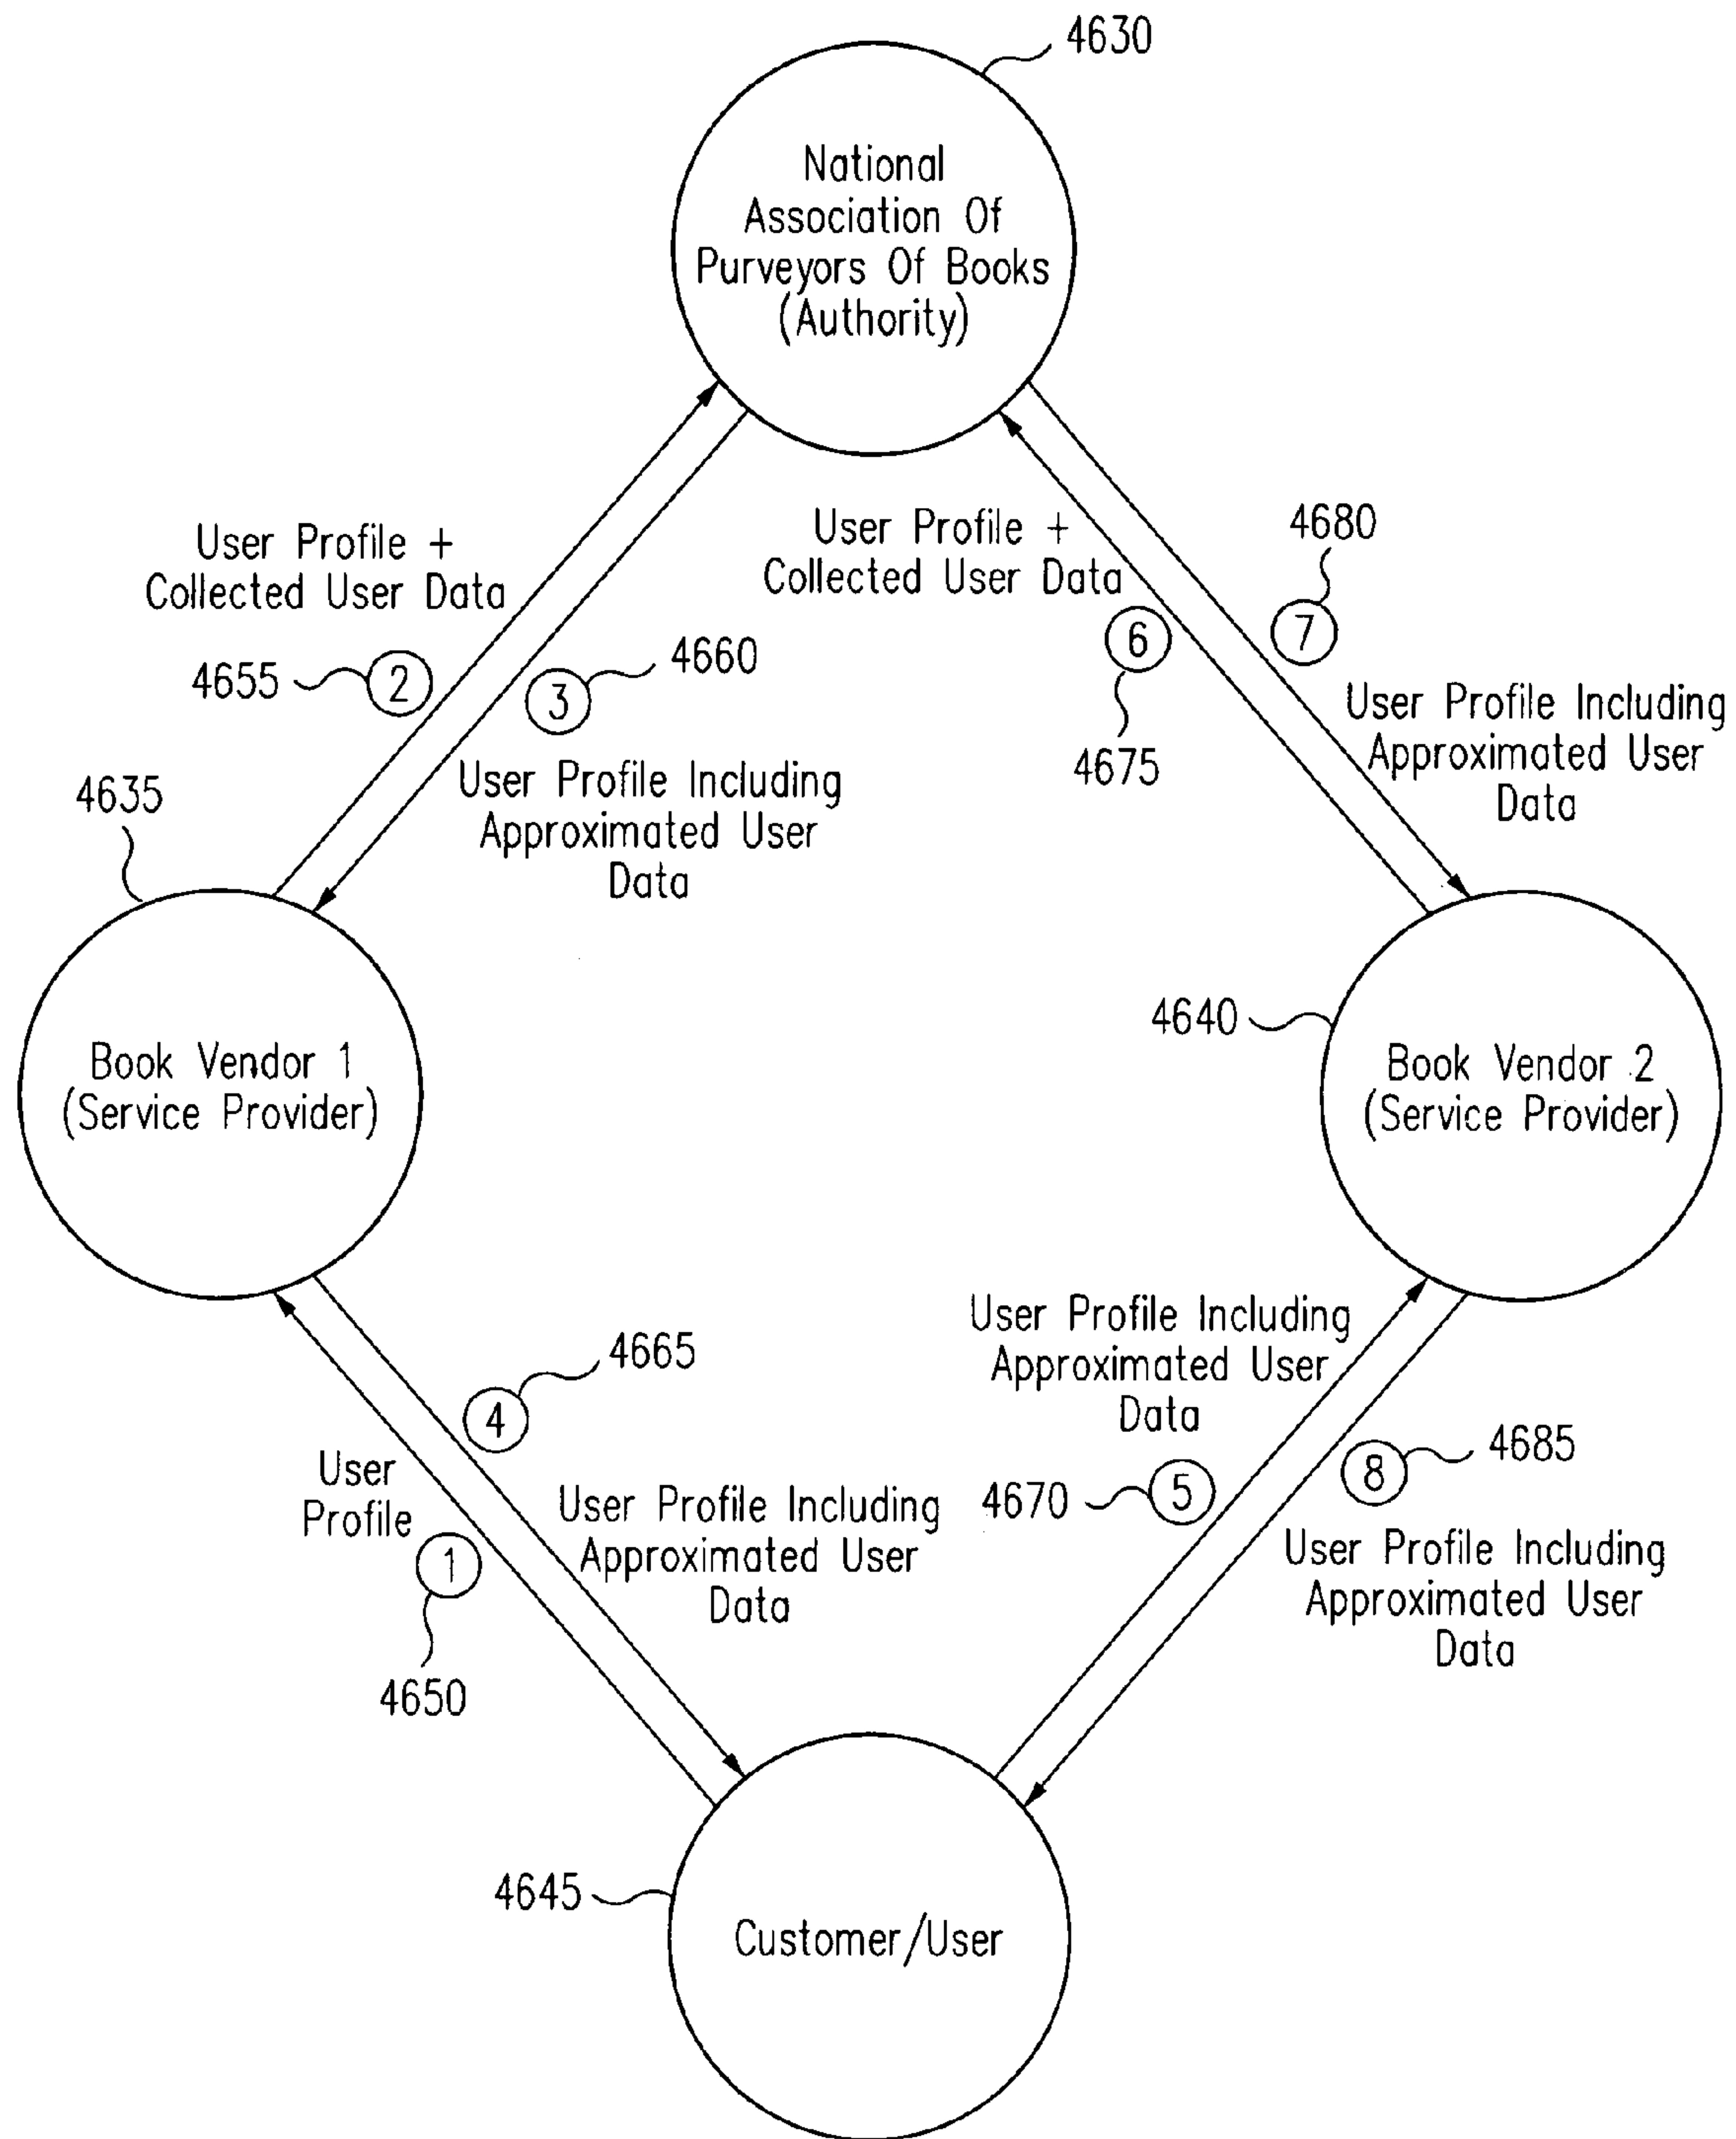 4630
National
Association Of
Purveyors Of Books
(Authority)
User Profile +
Collected User Data
4655
2
3
4660
User Profile Including
Approximated User
Data
User Profile +
Collected User Data
6
4675
4680
7
User Profile Including
Approximated User
Data
4635
Book Vendor 1
(Service Provider)
4640
Book Vendor 2
(Service Provider)
User
Profile
1
4650
4665
4
User Profile Including
Approximated User
Data
User Profile Including
Approximated User
Data
4670
5
8
4685
User Profile Including
Approximated User
Data
4645
Customer/User